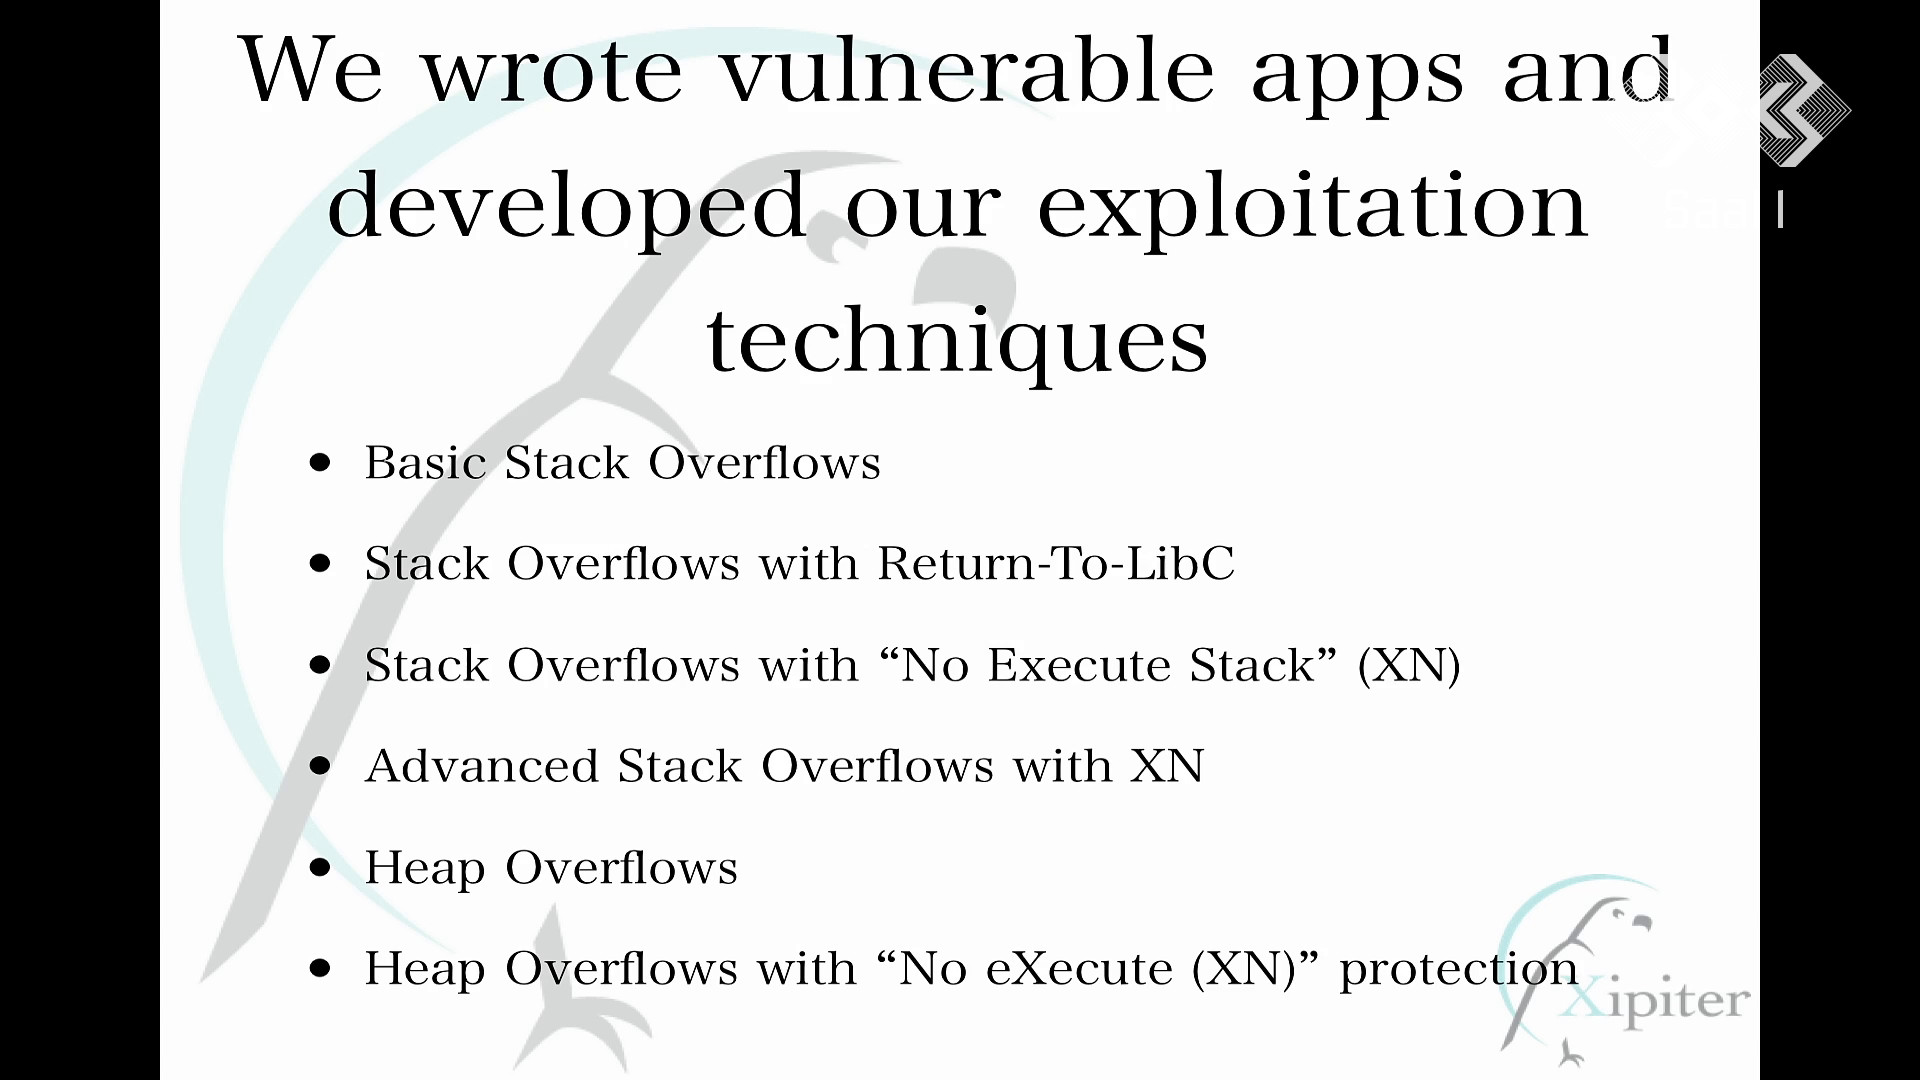 We wrote vulnerable apps and
developed our exploitation
techniques
Saal 1
• Basic Stack Overflows
• Stack Overflows with Return-To-LibC
• Stack Overflows with “No Execute Stack” (XN)
• Advanced Stack Overflows with XN
• Heap Overflows
• Heap Overflows with “No eXecute (XN)” protection
Xipiter